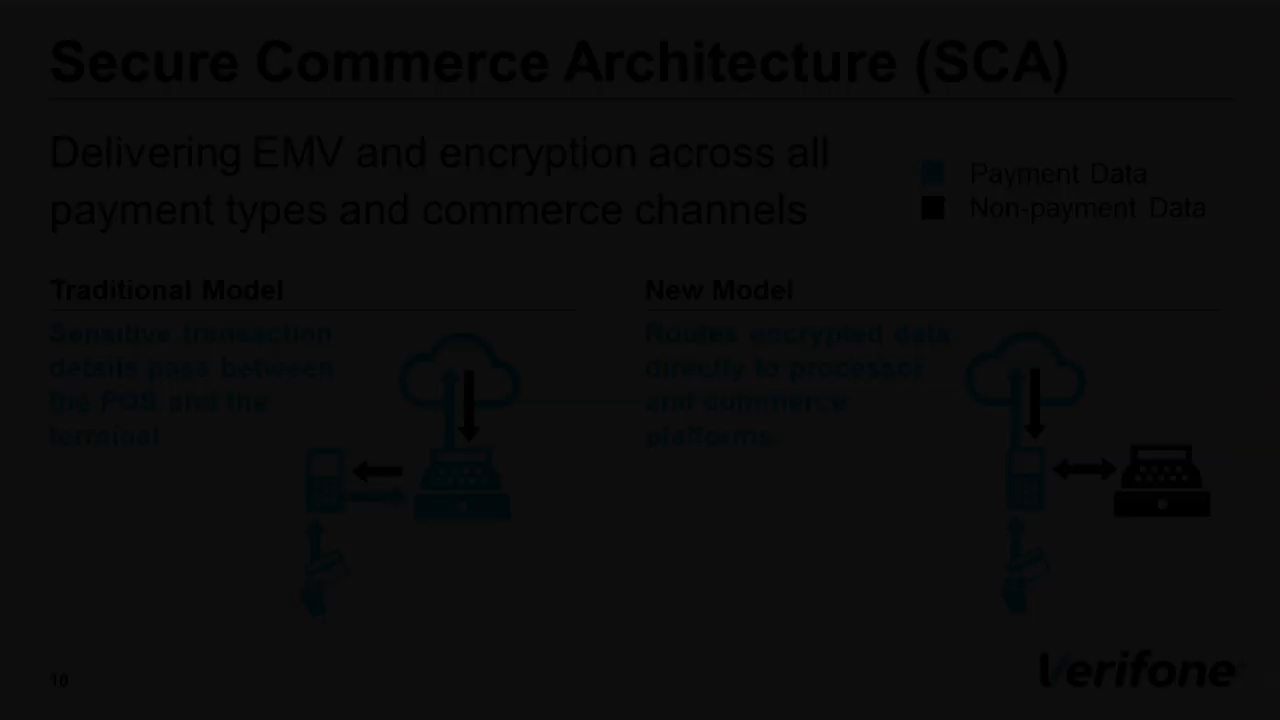 Secure Commerce Architecture (SCA)
Delivering EMV and encryption across all
payment types and commerce channels
Payment Data
Non-payment Data
Traditional Model
Sensitive transaction
details pass between
the POS and the
terminal
New Model
Routes encrypted data
directly to processor
and commerce
platforms
10
Verifone